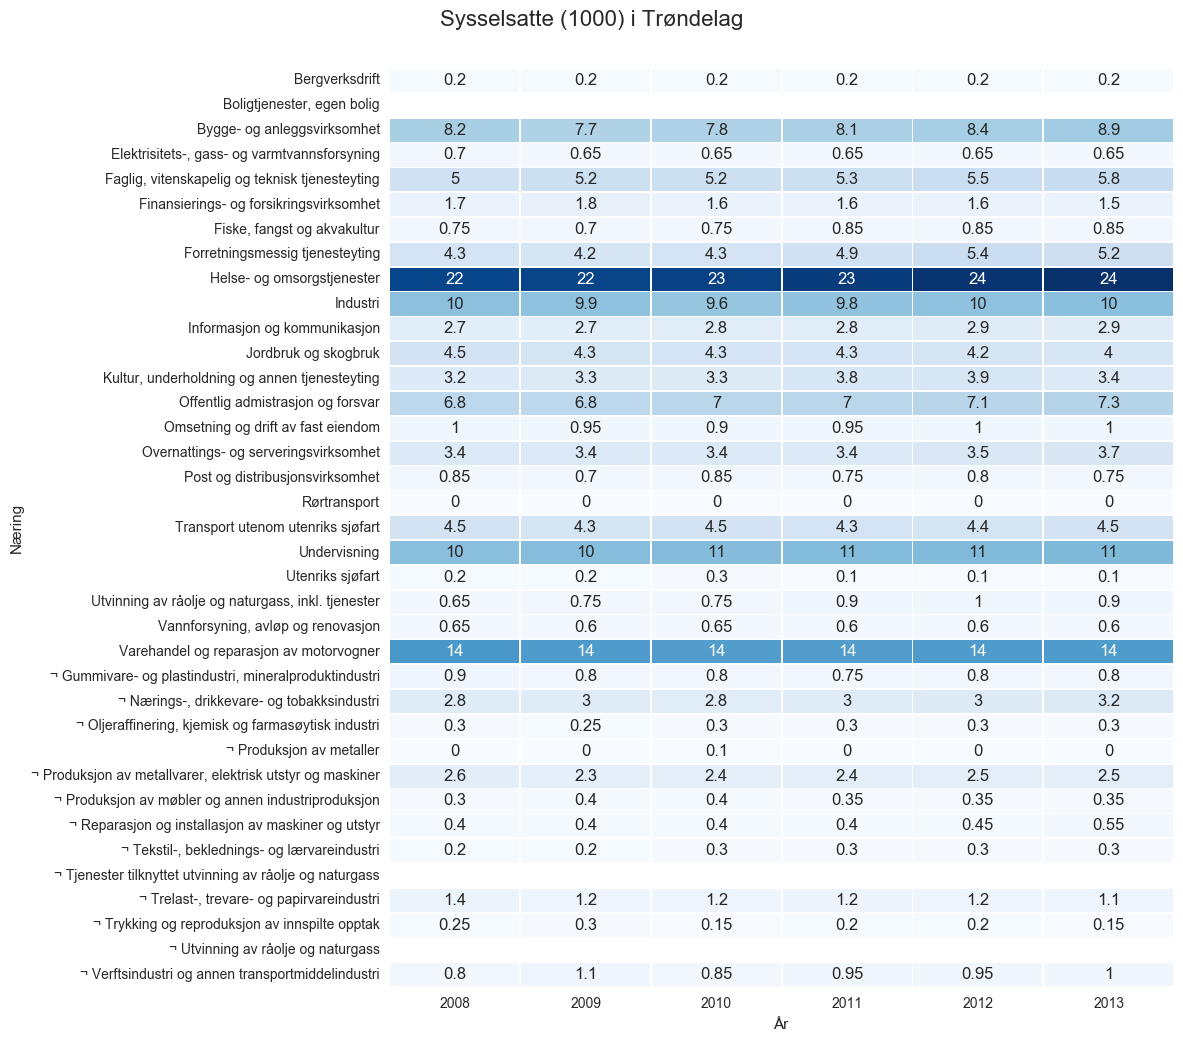 Sysselsatte (1000) i Trøndelag
Bergverksdrift 0.2 0.2 0.2 0.2 0.2 0.2
Boligtjenester, egen bolig
Bygge- og anleggsvirksomhet 8.2 7.7 7.8 8.1 8.4 8.9
Elektrisitets-, gass- og varmtvannsforsyning 0.7 0.65 0.65 0.65 0.65 0.65
Faglig, vitenskapelig og teknisk tjenesteyting 5 5.2 5.2 5.3 5.5 5.8
Finansierings- og forsikringsvirksomhet 1.7 1.8 1.6 1.6 1.6 1.5
Fiske, fangst og akvakultur 0.75 0.7 0.75 0.85 0.85 0.85
Forretningsmessig tjenesteyting 4.3 4.2 4.3 4.9 5.4 5.2
Helse- og omsorgstjenester 22 22 23 23 24 24
Industri 10 9.9 9.6 9.8 10 10
Informasjon og kommunikasjon 2.7 2.7 2.8 2.8 2.9 2.9
Jordbruk og skogbruk 4.5 4.3 4.3 4.3 4.2 4
Kultur, underholdning og annen tjenesteyting 3.2 3.3 3.3 3.8 3.9 3.4
Offentlig admistrasjon og forsvar 6.8 6.8 7 7 7.1 7.3
Omsetning og drift av fast eiendom 1 0.95 0.9 0.95 1 1
Overnattings- og serveringsvirksomhet 3.4 3.4 3.4 3.4 3.5 3.7
Post og distribusjonsvirksomhet 0.85 0.7 0.85 0.75 0.8 0.75
Rørtransport 0 0 0 0 0 0
Transport utenom utenriks sjøfart 4.5 4.3 4.5 4.3 4.4 4.5
Undervisning 10 10 11 11 11 11
Utenriks sjøfart 0.2 0.2 0.3 0.1 0.1 0.1
Utvinning av råolje og naturgass, inkl. tjenester 0.65 0.75 0.75 0.9 1 0.9
Vannforsyning, avløp og renovasjon 0.65 0.6 0.65 0.6 0.6 0.6
Varehandel og reparasjon av motorvogner 14 14 14 14 14 14
¬ Gummivare- og plastindustri, mineralproduktindustri 0.9 0.8 0.8 0.75 0.8 0.8
¬ Nærings-, drikkevare- og tobakksindustri 2.8 3 2.8 3 3 3.2
¬ Oljeraffinering, kjemisk og farmasøytisk industri 0.3 0.25 0.3 0.3 0.3 0.3
¬ Produksjon av metaller 0 0 0.1 0 0 0
¬ Produksjon av metallvarer, elektrisk utstyr og maskiner 2.6 2.3 2.4 2.4 2.5 2.5
¬ Produksjon av møbler og annen industriproduksjon 0.3 0.4 0.4 0.35 0.35 0.35
¬ Reparasjon og installasjon av maskiner og utstyr 0.4 0.4 0.4 0.4 0.45 0.55
¬ Tekstil-, beklednings- og lærvareindustri 0.2 0.2 0.3 0.3 0.3 0.3
¬ Tjenester tilknyttet utvinning av råolje og naturgass
¬ Trelast-, trevare- og papirvareindustri 1.4 1.2 1.2 1.2 1.2 1.1
¬ Trykking og reproduksjon av innspilte opptak 0.25 0.3 0.15 0.2 0.2 0.15
¬ Utvinning av råolje og naturgass
¬ Verftsindustri og annen transportmiddelindustri 0.8 1.1 0.85 0.95 0.95 1
2008 2009 2010 2011 2012 2013
År
Næring